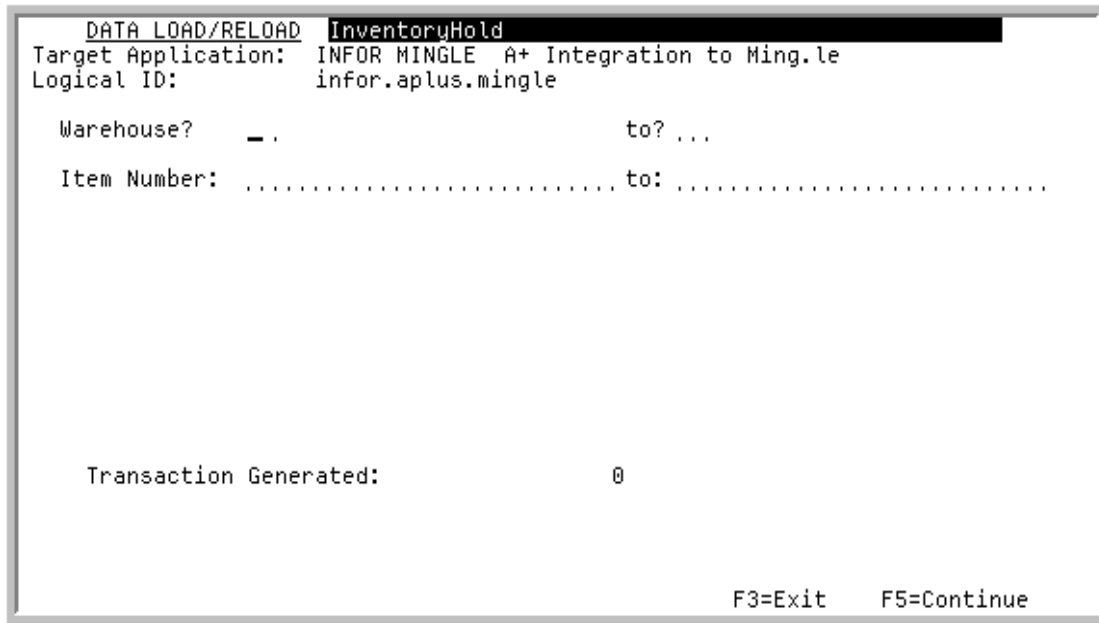 DATA LOAD/RELOAD InventoryHold
Target Application: INFOR MINGLE A+ Integration to Ming.le
Logical ID: infor.aplus.mingle
Warehouse? _ . to? ...
Item Number: ............................ to: ............................
Transaction Generated: 0
F3=Exit F5=Continue